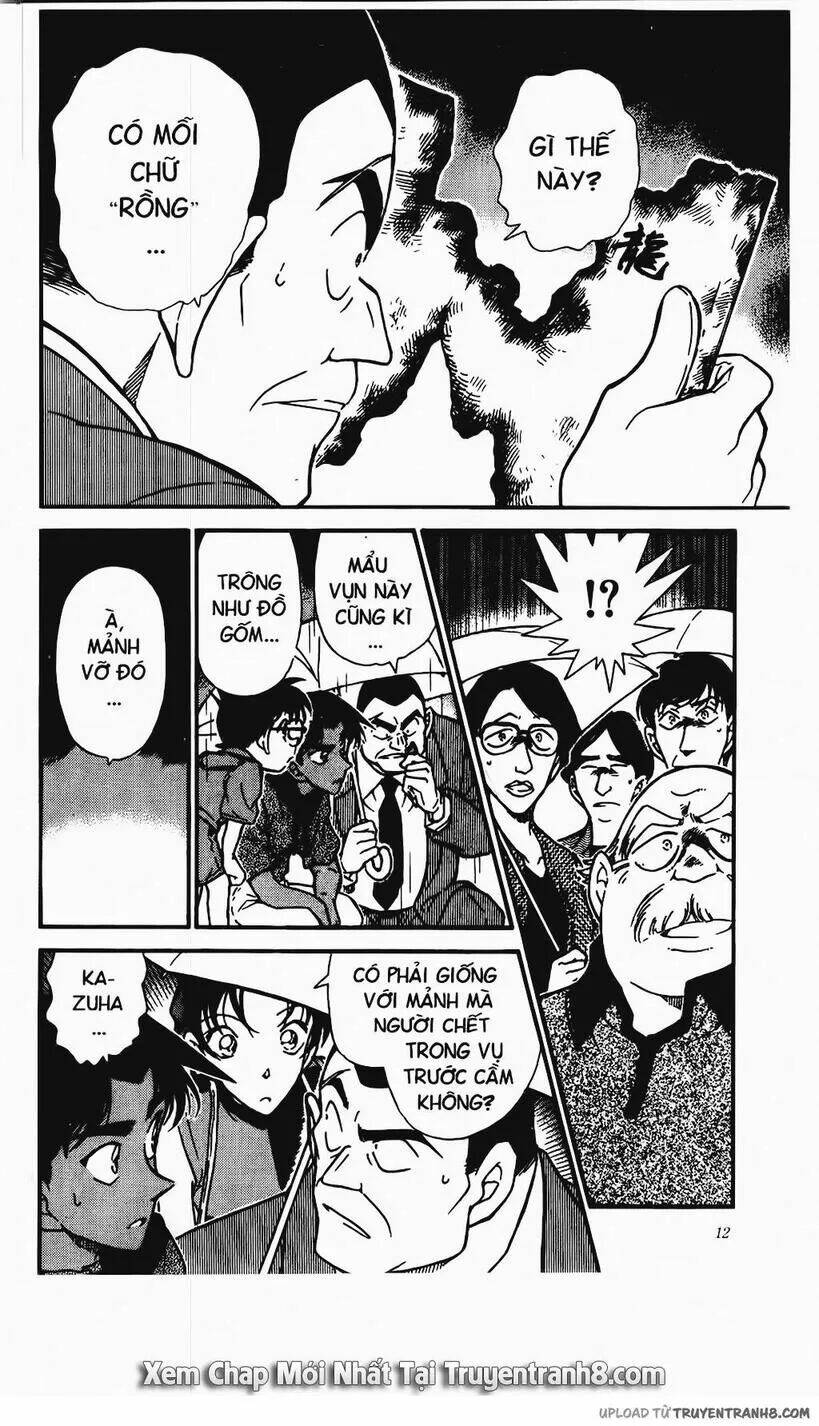 GÌ THẾ
NÀY?
龍
CÓ MỖI
CHỮ
“RỒNG”
...
!?
MẨU
VỤN NÀY
CŨNG KÌ
...
TRÔNG
NHƯ ĐỒ
GỐM...
À,
MẢNH
VỠ ĐÓ
...
CÓ PHẢI GIỐNG
VỚI MẢNH MÀ
NGƯỜI CHẾT
TRONG VỤ
TRƯỚC CẦM
KHÔNG?
KA-
ZUHA
...
12
Xem Chap Mới Nhất Tại Truyentranh8.com
UPLOAD TỪ TRUYENTRANH8.COM